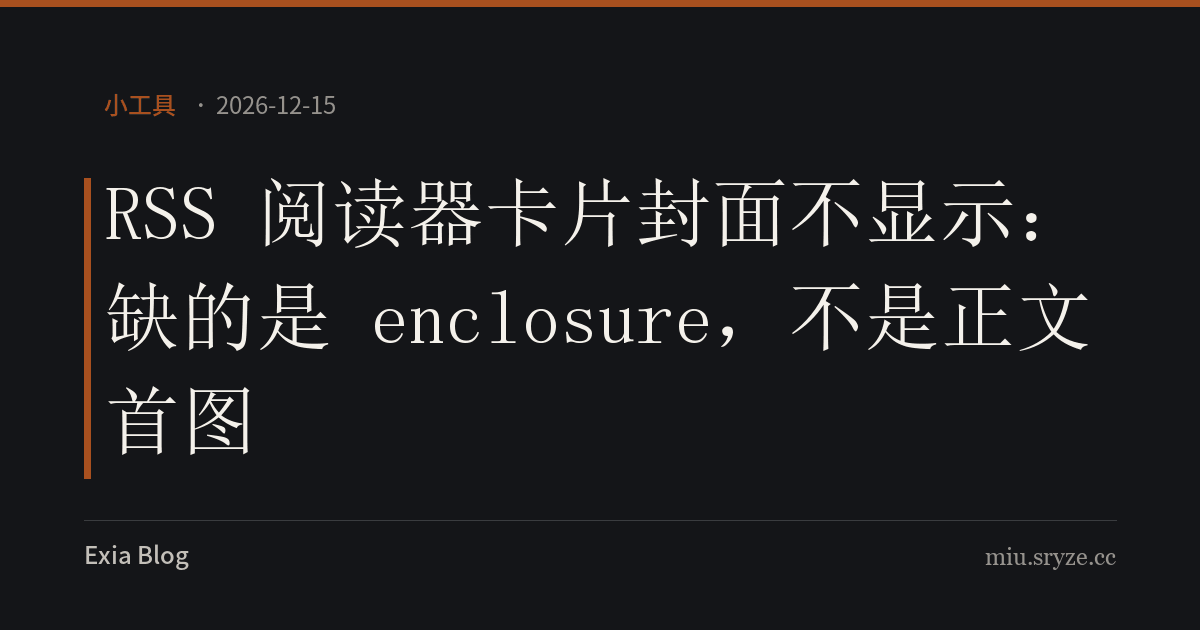 小工具 · 2026-12-15
RSS 阅读器卡片封面不显示：
缺的是 enclosure，不是正文
首图
Exia Blog
miu.sryze.cc